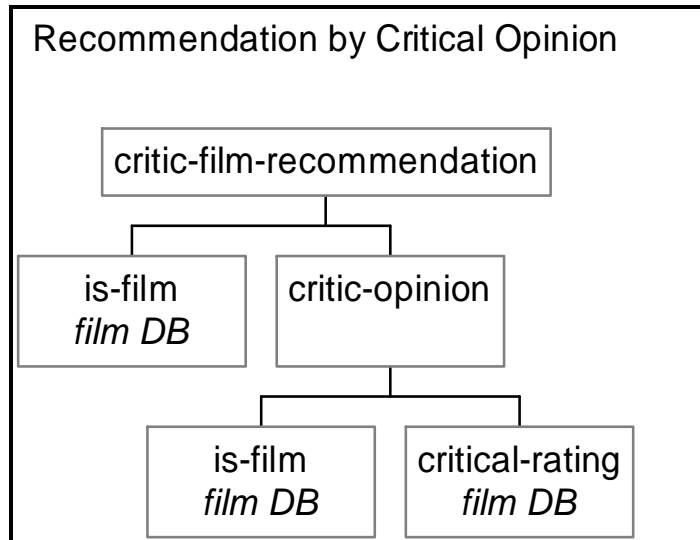 Recommendation by Critical Opinion
critic-film-recommendation
is-film
film DB
critic-opinion
is-film
film DB
critical-rating
film DB